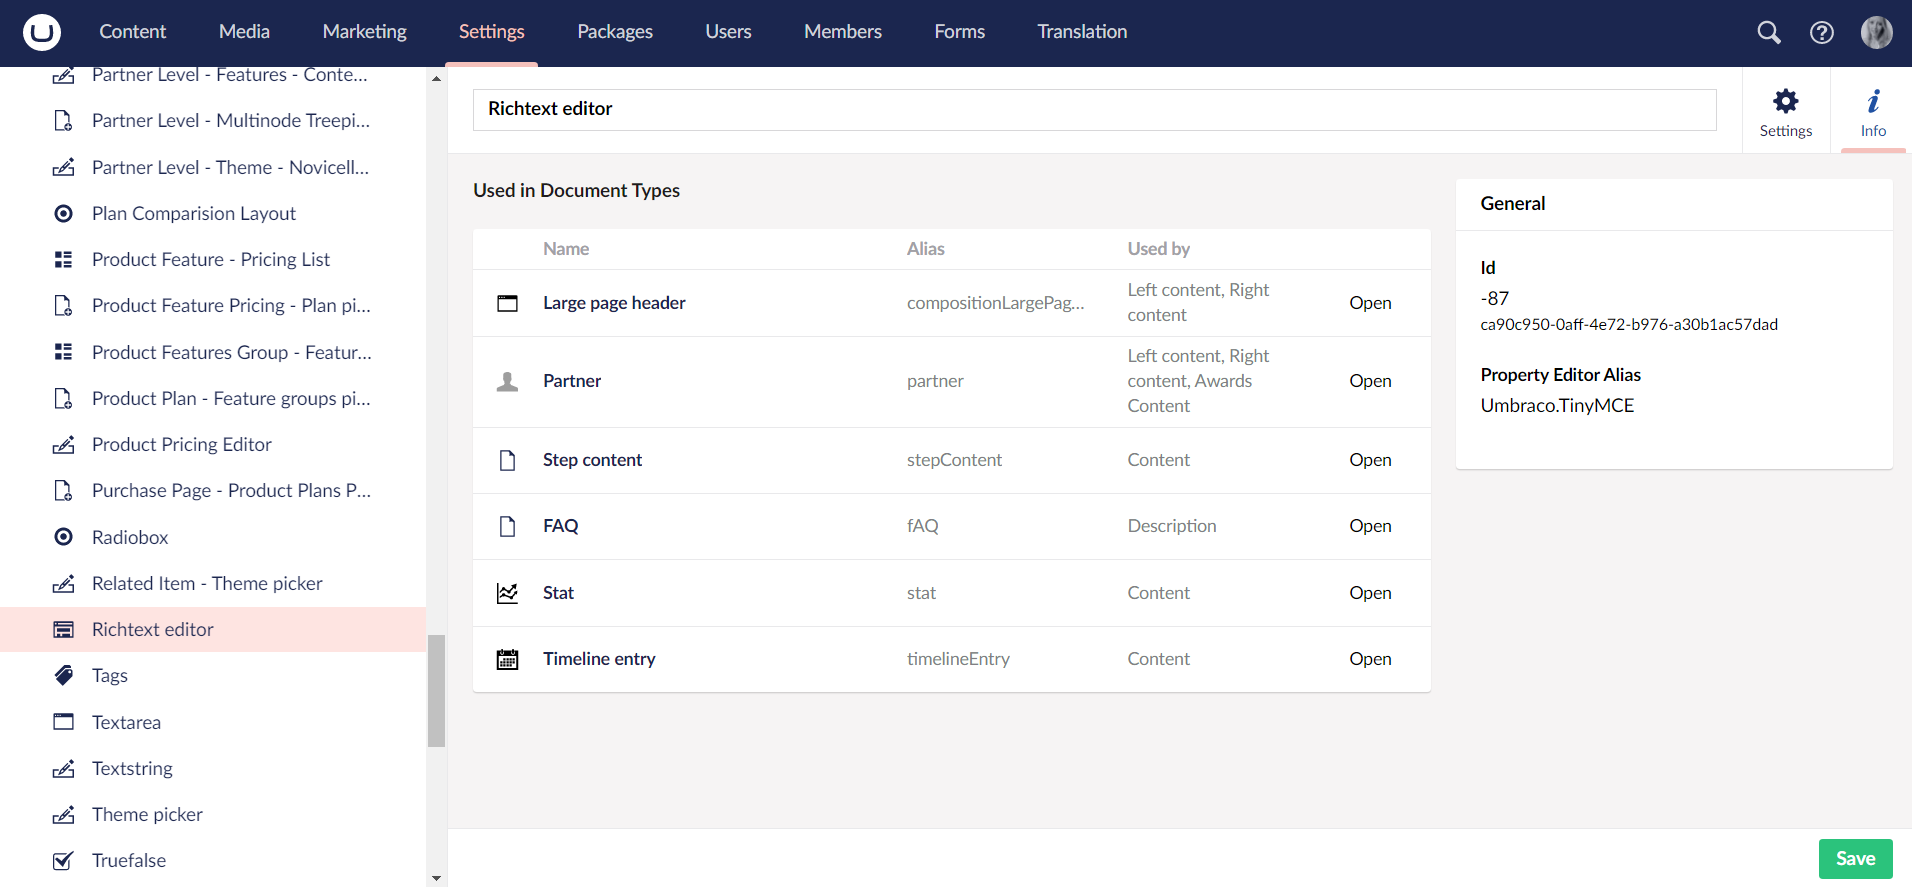 Content Media Marketing Settings Packages Users Members Forms Translation
Partner Level - Features - Conte...
Partner Level - Multinode Treepi...
Partner Level - Theme - Novicell...
Plan Comparision Layout
Product Feature - Pricing List
Product Feature Pricing - Plan pi...
Product Features Group - Featur...
Product Plan - Feature groups pi...
Product Pricing Editor
Purchase Page - Product Plans P...
Radiobox
Related Item - Theme picker
Richtext editor
Tags
Textarea
Textstring
Theme picker
Truefalse
Richtext editor
Settings
Info
Used in Document Types
Name Alias Used by
Large page header compositionLargePag... Left content, Right
content
Open
Partner partner Left content, Right
content, Awards
Content
Open
Step content stepContent Content Open
FAQ fAQ Description Open
Stat stat Content Open
Timeline entry timelineEntry Content Open
General
Id
-87
ca90c950-0aff-4e72-b976-a30b1ac57dad
Property Editor Alias
Umbraco.TinyMCE
Save